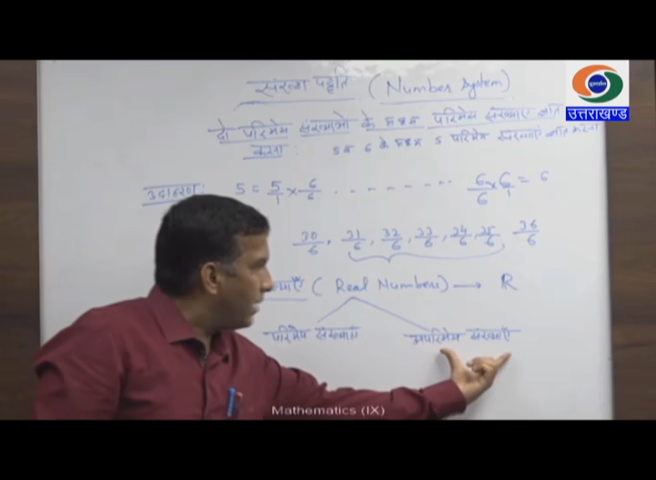 संख्या पद्दति (Number System)
उत्तराखण्ड
दो परिमेय संख्याओं के मध्य परिमेय संख्याएँ ज्ञात
करना: 5 व 6 के मध्य 5 परिमेय संख्याएँ ज्ञात करना
उदाहरण: 5 = 5/1 × 6/6 . . . . . . . . . 6/6 × 6/1 = 6
30/6, 31/6, 32/6, 33/6, 34/6, 35/6, 36/6
(Real Numbers) → R
परिमेय संख्याएँ अपरिमेय संख्याएँ
Mathematics (IX)